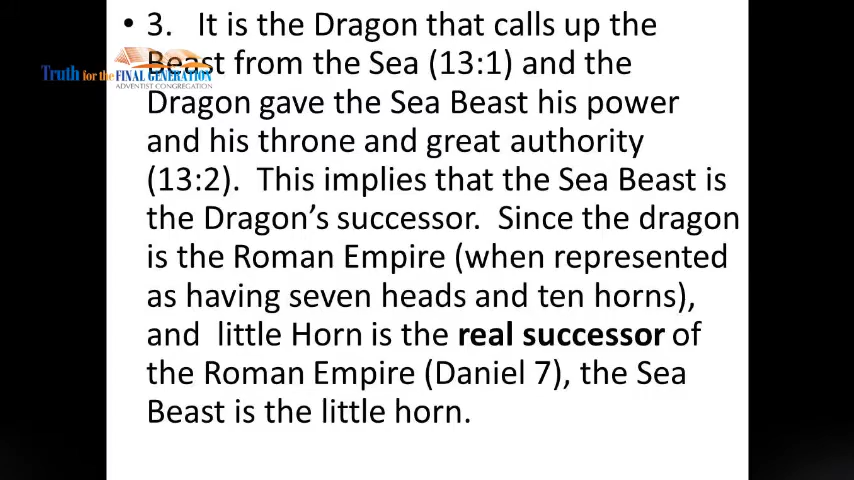 • 3. It is the Dragon that calls up the
Beast from the Sea (13:1) and the
Truth for the FINAL GENERATION
ADVENTIST CONGREGATION
Dragon gave the Sea Beast his power
and his throne and great authority
(13:2). This implies that the Sea Beast is
the Dragon’s successor. Since the dragon
is the Roman Empire (when represented
as having seven heads and ten horns),
and little Horn is the real successor of
the Roman Empire (Daniel 7), the Sea
Beast is the little horn.